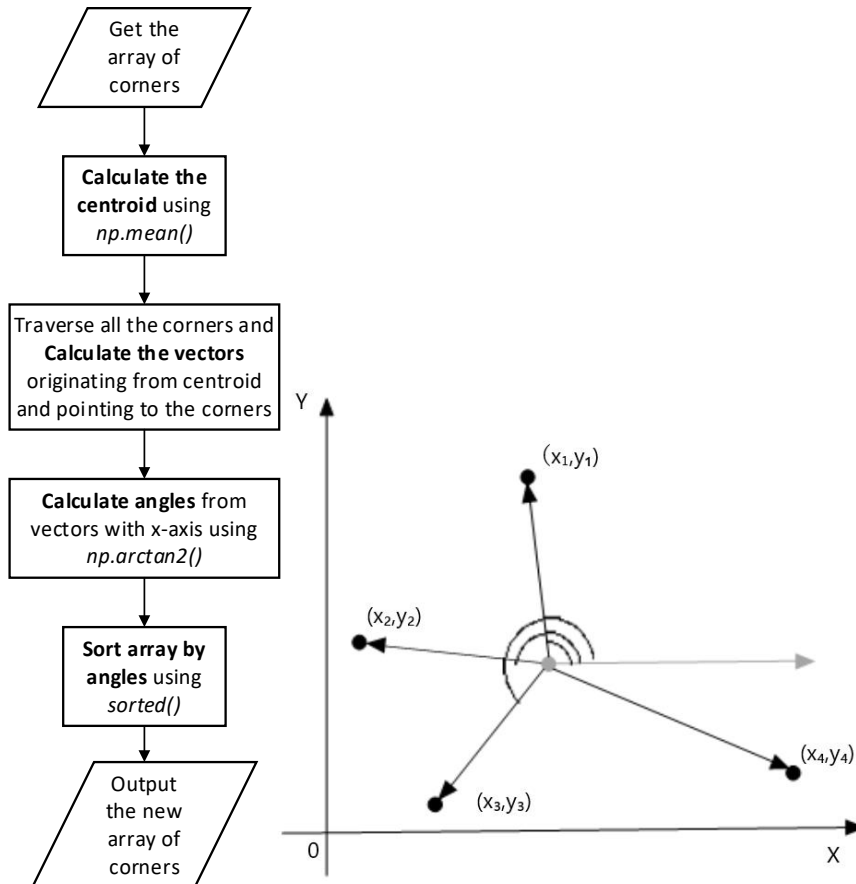 Get the
array of
corners
Calculate the
centroid using
np.mean()
Traverse all the corners and
Calculate the vectors
originating from centroid
and pointing to the corners
Calculate angles from
vectors with x-axis using
np.arctan2()
Sort array by
angles using
sorted()
Output
the new
array of
corners
Y
(x₁,y₁)
(x₂,y₂)
(x₄,y₄)
(x₃,y₃)
0
X